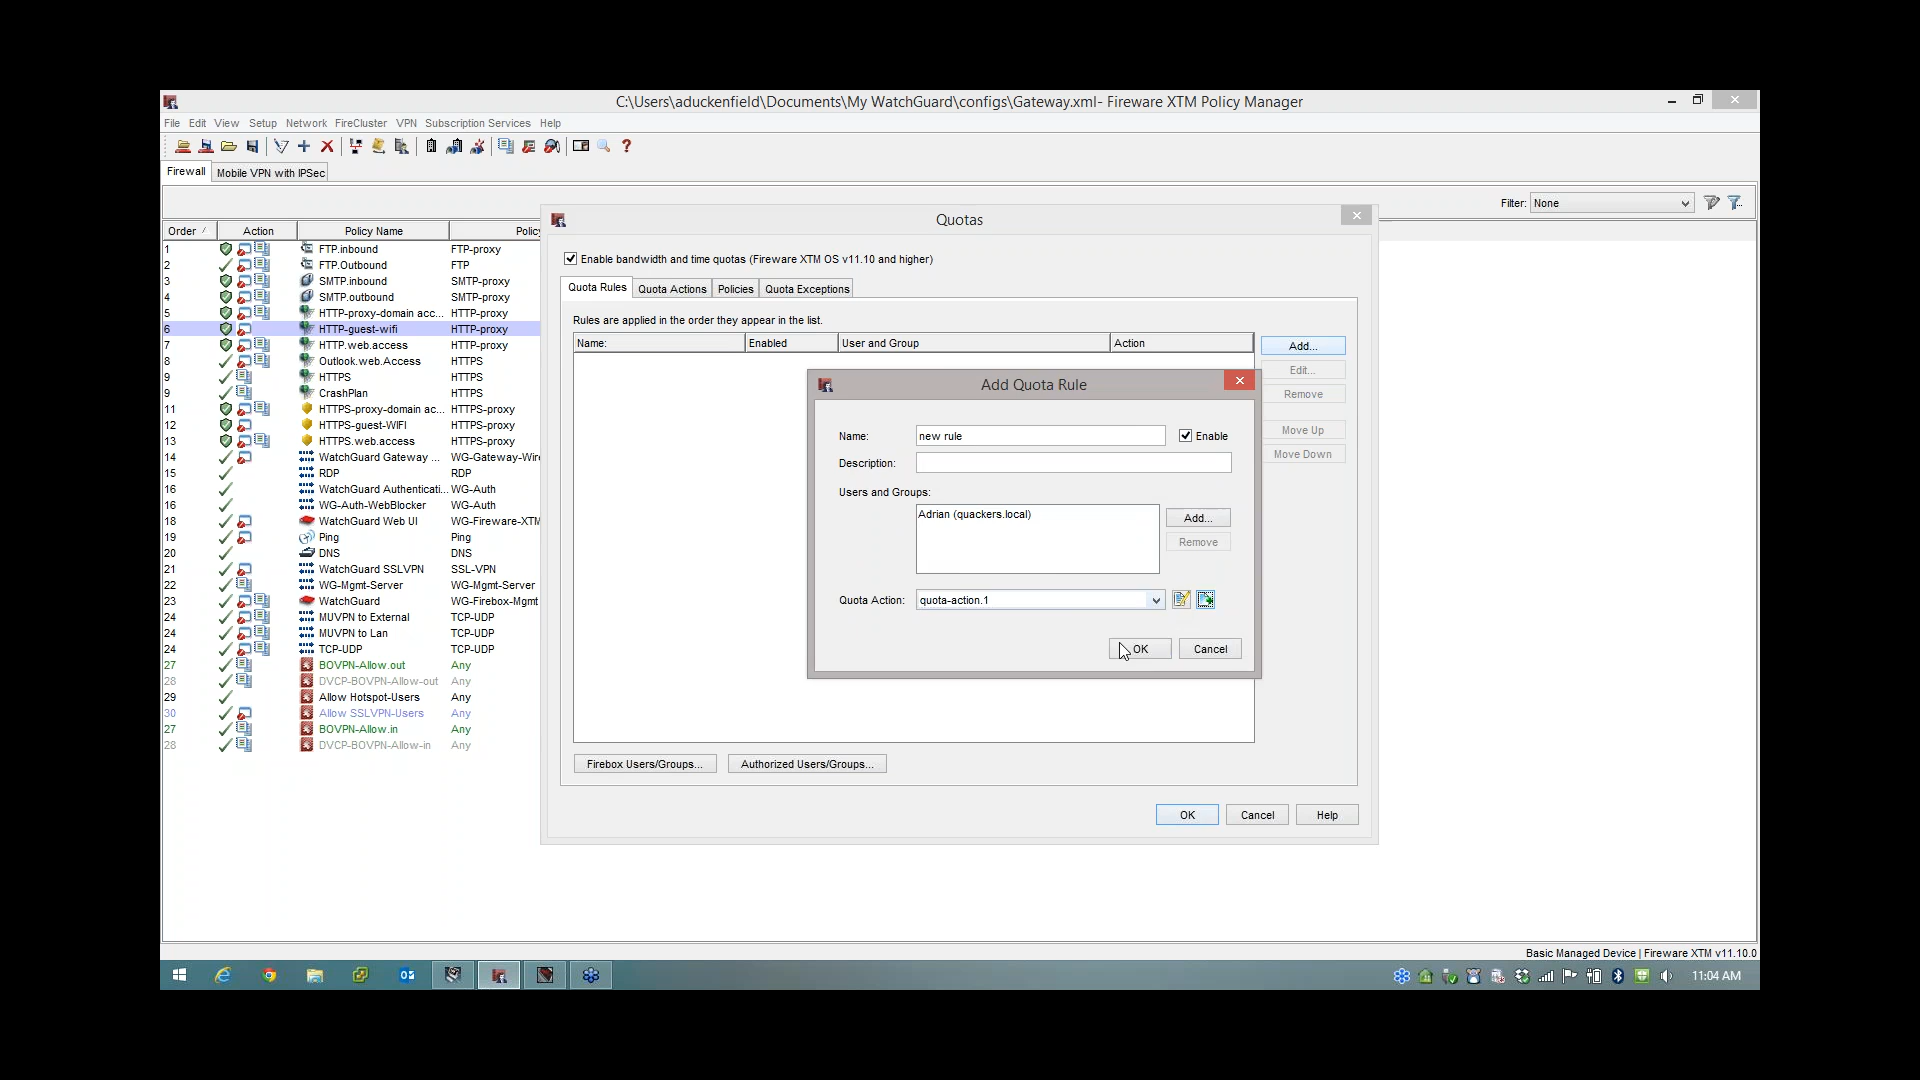 C:\Users\aduckenfield\Documents\My WatchGuard\configs\Gateway.xml- Fireware XTM Policy Manager
File Edit View Setup Network FireCluster VPN Subscription Services Help
Firewall Mobile VPN with IPSec
Filter: None
Order / Action Policy Name Policy
1 FTP.inbound FTP-proxy
2 FTP.Outbound FTP
3 SMTP.inbound SMTP-proxy
4 SMTP.outbound SMTP-proxy
5 HTTP-proxy-domain acc... HTTP-proxy
6 HTTP-guest-wifi HTTP-proxy
7 HTTP.web.access HTTP-proxy
8 Outlook.web.Access HTTPS
9 HTTPS HTTPS
9 CrashPlan HTTPS
11 HTTPS-proxy-domain ac... HTTPS-proxy
12 HTTPS-guest-WIFI HTTPS-proxy
13 HTTPS.web.access HTTPS-proxy
14 WatchGuard Gateway ... WG-Gateway-Wire
15 RDP RDP
16 WatchGuard Authenticati... WG-Auth
16 WG-Auth-WebBlocker WG-Auth
18 WatchGuard Web UI WG-Fireware-XTM
19 Ping Ping
20 DNS DNS
21 WatchGuard SSLVPN SSL-VPN
22 WG-Mgmt-Server WG-Mgmt-Server
23 WatchGuard WG-Firebox-Mgmt
24 MUVPN to External TCP-UDP
24 MUVPN to Lan TCP-UDP
24 TCP-UDP TCP-UDP
27 BOVPN-Allow.out Any
28 DVCP-BOVPN-Allow-out Any
29 Allow Hotspot-Users Any
30 Allow SSLVPN-Users Any
27 BOVPN-Allow.in Any
28 DVCP-BOVPN-Allow-in Any
Quotas
Enable bandwidth and time quotas (Fireware XTM OS v11.10 and higher)
Quota Rules Quota Actions Policies Quota Exceptions
Rules are applied in the order they appear in the list.
Name: Enabled User and Group Action
Add...
Edit...
Remove
Move Up
Move Down
Add Quota Rule
Name: new rule Enable
Description:
Users and Groups:
Adrian (quackers.local)
Add...
Remove
Quota Action: quota-action.1
OK Cancel
Firebox Users/Groups... Authorized Users/Groups...
OK Cancel Help
Basic Managed Device | Fireware XTM v11.10.0
11:04 AM